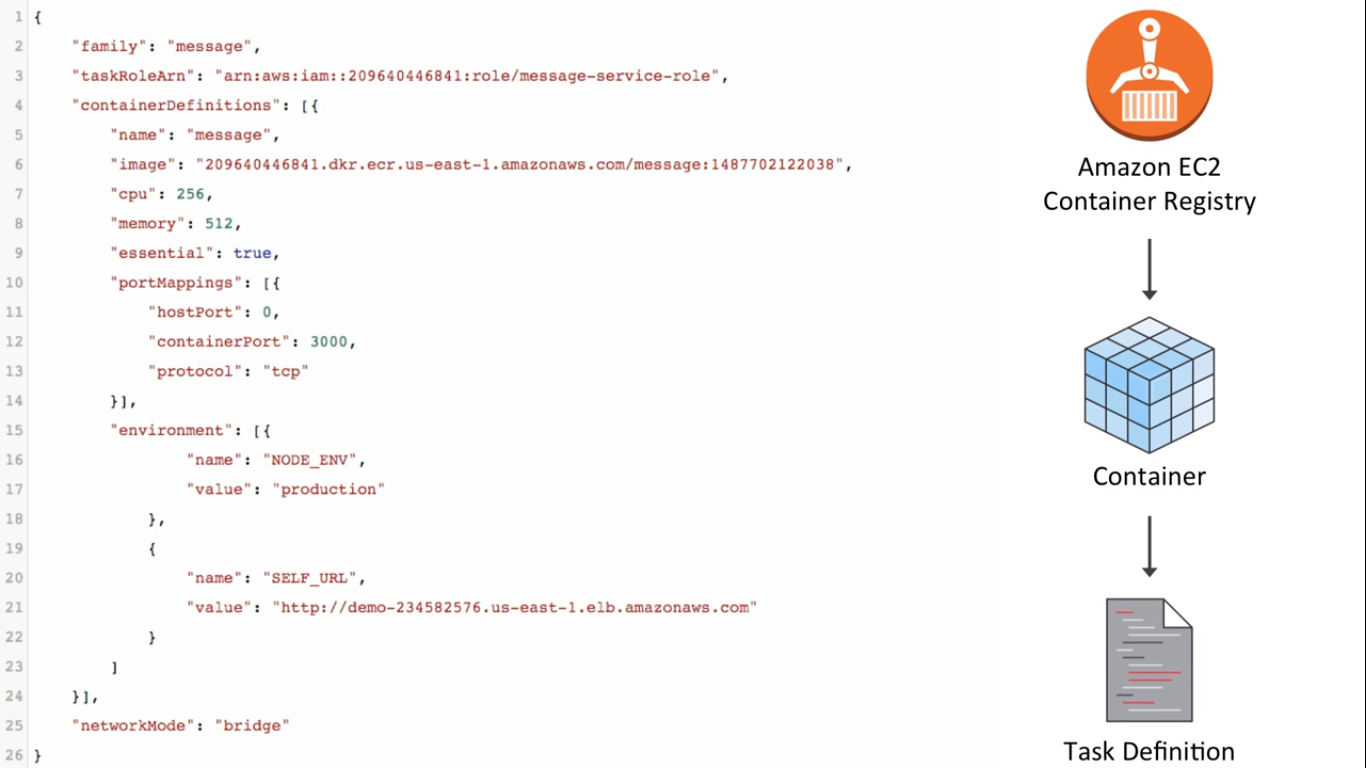 1 {
2 "family": "message",
3 "taskRoleArn": "arn:aws:iam::209640446841:role/message-service-role",
4 "containerDefinitions": [{
5 "name": "message",
6 "image": "209640446841.dkr.ecr.us-east-1.amazonaws.com/message:1487702122038",
7 "cpu": 256,
8 "memory": 512,
9 "essential": true,
10 "portMappings": [{
11 "hostPort": 0,
12 "containerPort": 3000,
13 "protocol": "tcp"
14 }],
15 "environment": [{
16 "name": "NODE_ENV",
17 "value": "production"
18 },
19 {
20 "name": "SELF_URL",
21 "value": "http://demo-234582576.us-east-1.elb.amazonaws.com"
22 }
23 ]
24 }],
25 "networkMode": "bridge"
26 }
Amazon EC2
Container Registry
Container
Task Definition